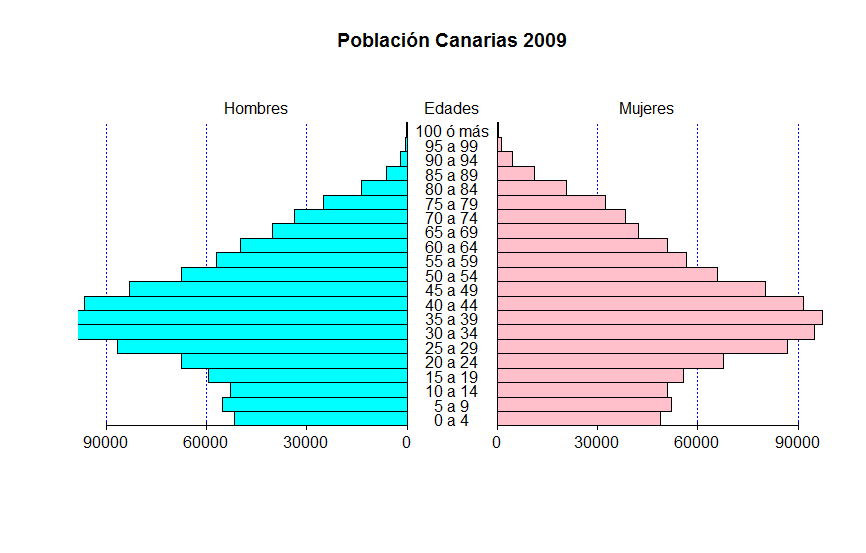 Población Canarias 2009
Hombres Edades Mujeres
100 ó más
95 a 99
90 a 94
85 a 89
80 a 84
75 a 79
70 a 74
65 a 69
60 a 64
55 a 59
50 a 54
45 a 49
40 a 44
35 a 39
30 a 34
25 a 29
20 a 24
15 a 19
10 a 14
5 a 9
0 a 4
90000 60000 30000 0 0 30000 60000 90000